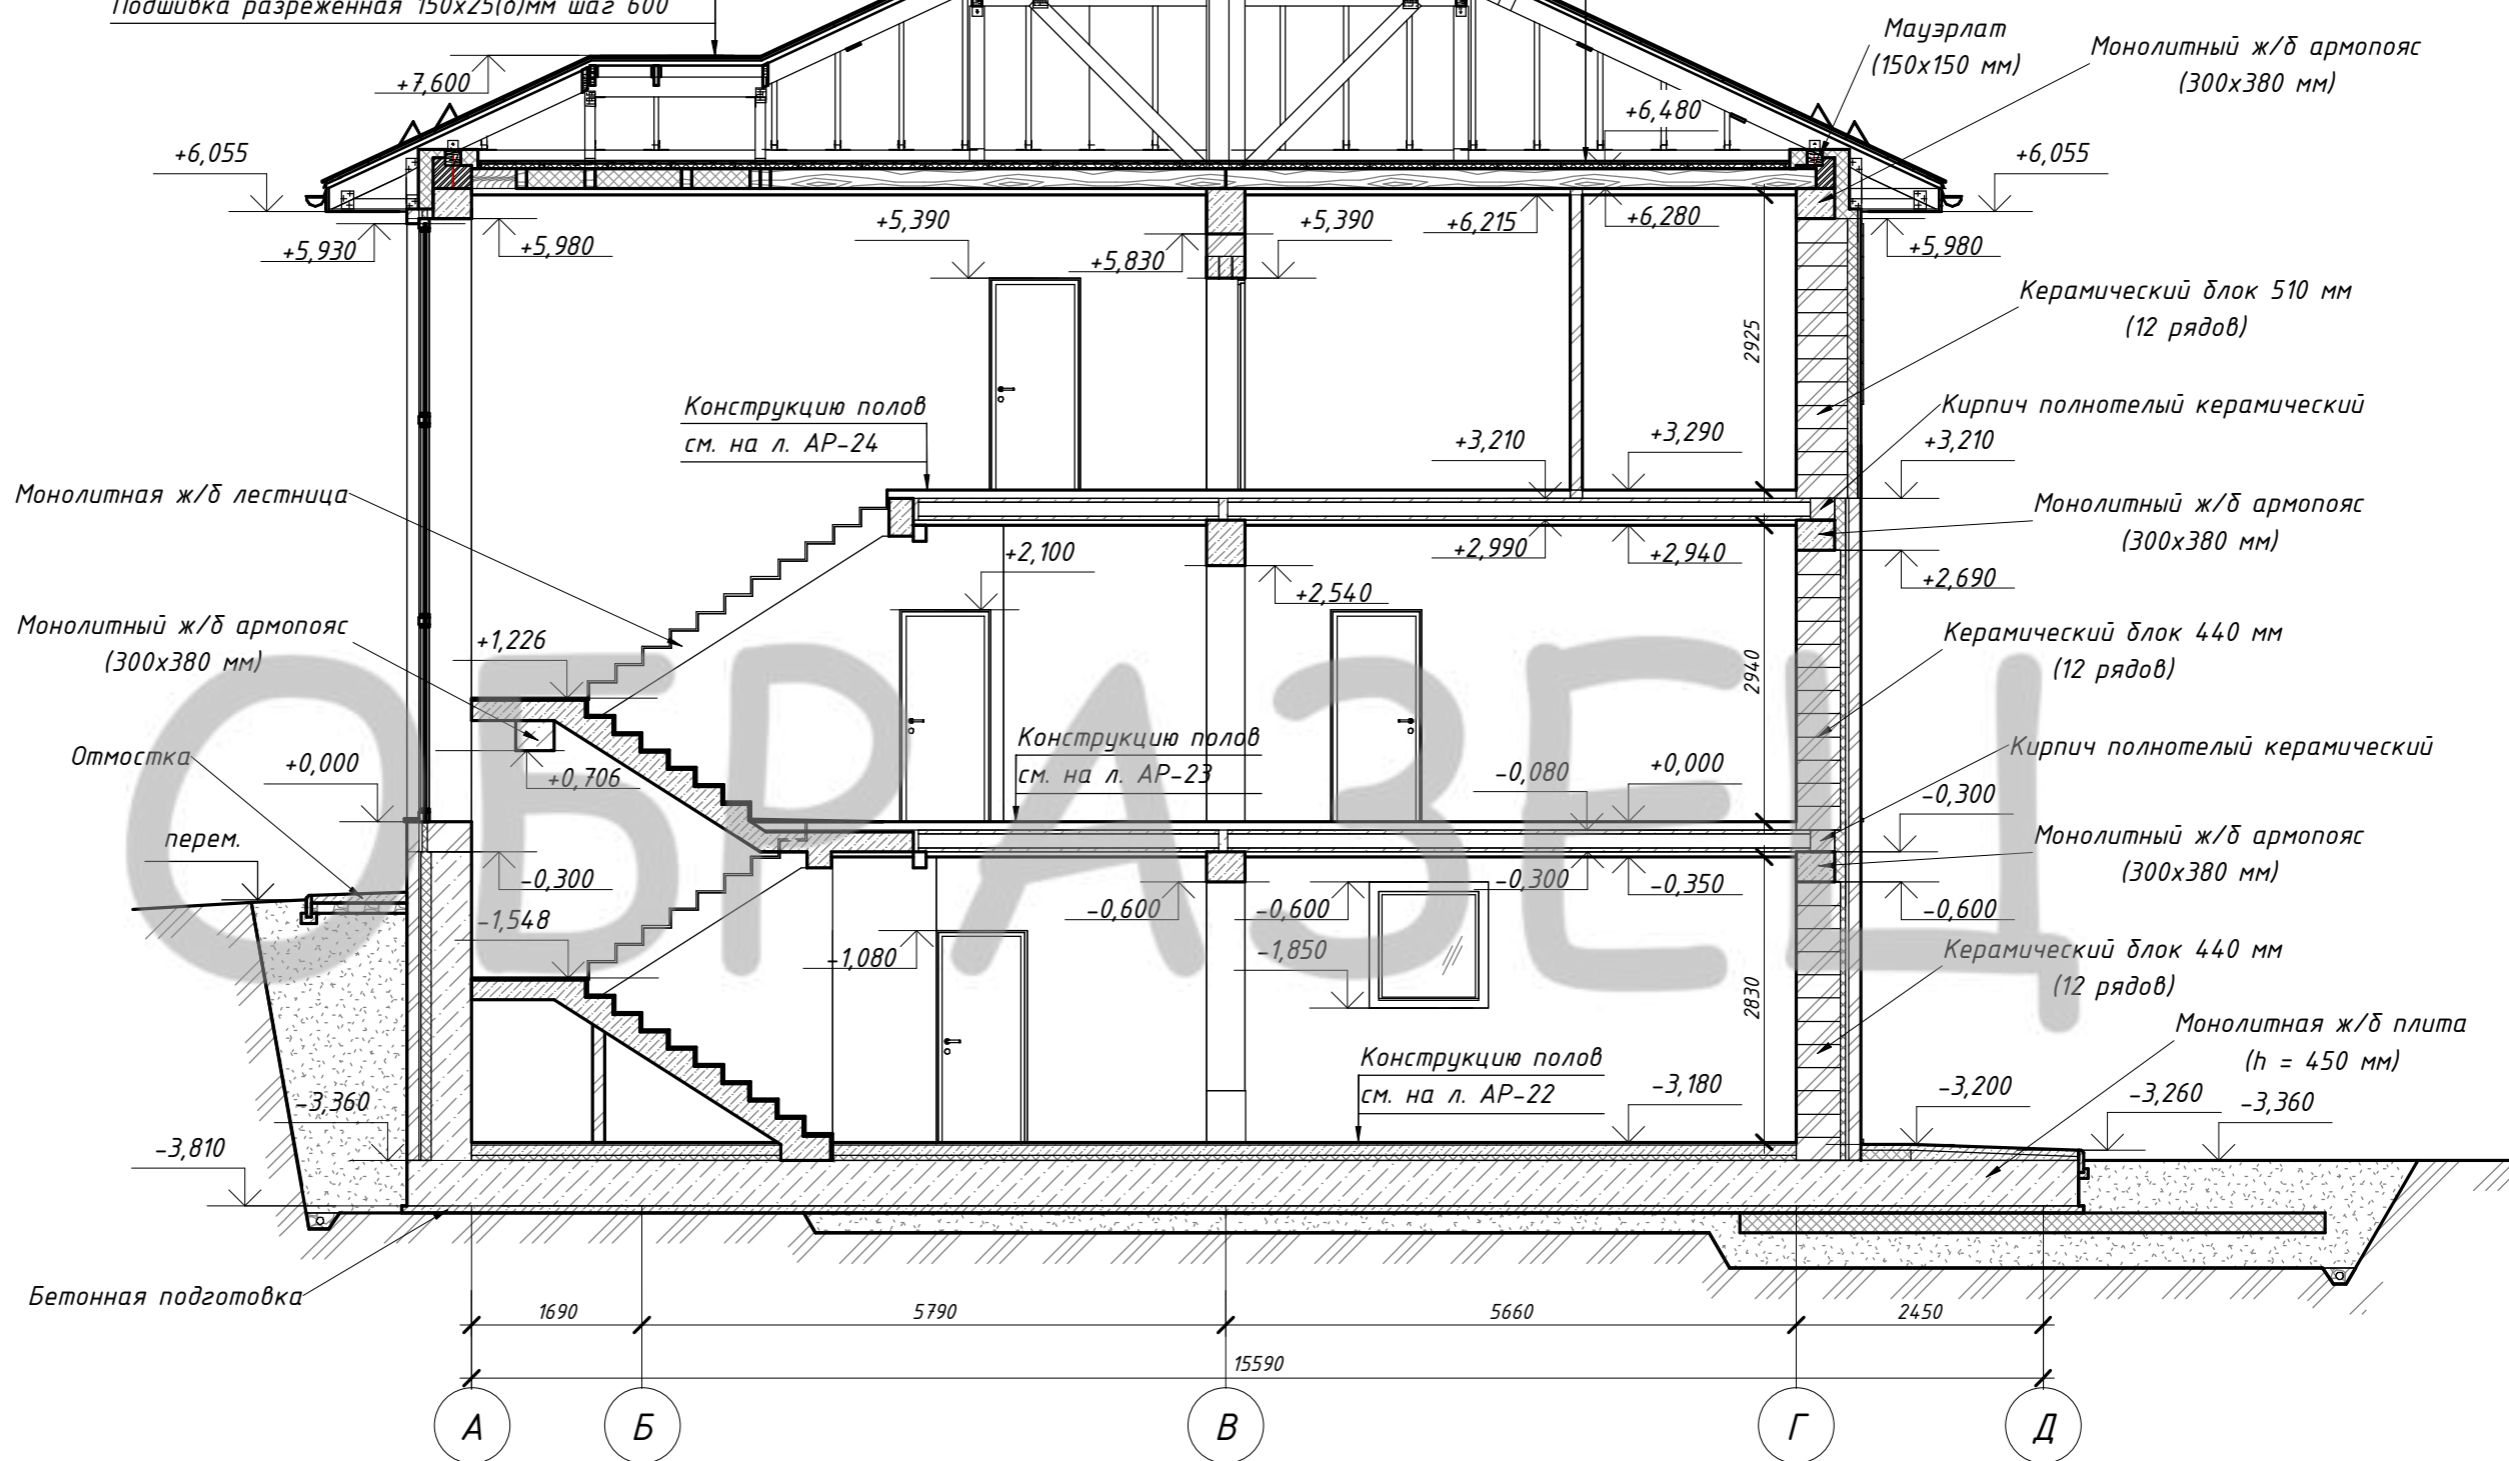 Подшивка разреженная 150х25(б)мм шаг 600
Мауэрлат
(150х150 мм)
Монолитный ж/б армопояс
(300х380 мм)
+7,600
+6,480
+6,055
+6,055
+5,390
+5,390
+6,215
+6,280
+5,930
+5,980
+5,830
+5,980
Керамический блок 510 мм
(12 рядов)
2925
Конструкцию полов
см. на л. АР-24
Кирпич полнотелый керамический
+3,210
+3,290
+3,210
Монолитная ж/б лестница
Монолитный ж/б армопояс
(300х380 мм)
+2,100
+2,990
+2,940
+2,690
+2,540
Монолитный ж/б армопояс
(300х380 мм)
+1,226
Керамический блок 440 мм
(12 рядов)
2940
ОБРАЗЕЦ
Отмостка
+0,000
+0,706
Конструкцию полов
см. на л. АР-23
-0,080
+0,000
Кирпич полнотелый керамический
-0,300
перем.
Монолитный ж/б армопояс
(300х380 мм)
-0,300
-0,300
-0,350
-1,548
-0,600
-0,600
-0,600
-1,080
-1,850
Керамический блок 440 мм
(12 рядов)
2830
Монолитная ж/б плита
(h = 450 мм)
Конструкцию полов
см. на л. АР-22
-3,180
-3,200
-3,260
-3,360
-3,360
-3,810
Бетонная подготовка
1690
5790
5660
2450
15590
А
Б
В
Г
Д